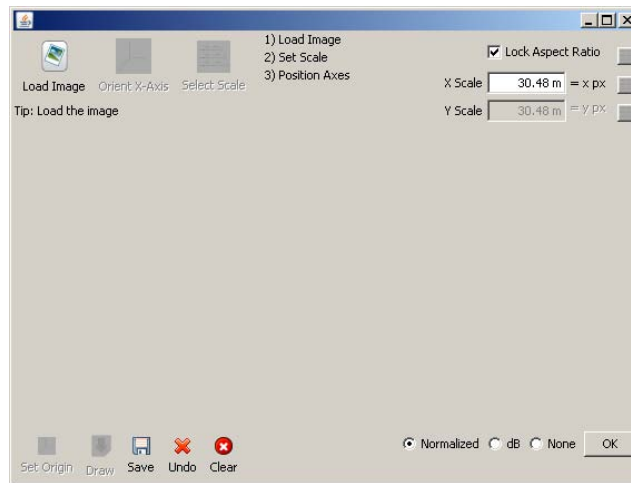 1) Load Image
2) Set Scale
3) Position Axes
Lock Aspect Ratio
Load Image Orient X-Axis Select Scale
X Scale 30.48 m = x px
Tip: Load the image
Y Scale 30.48 m = y px
Set Origin Draw Save Undo Clear
Normalized dB None OK